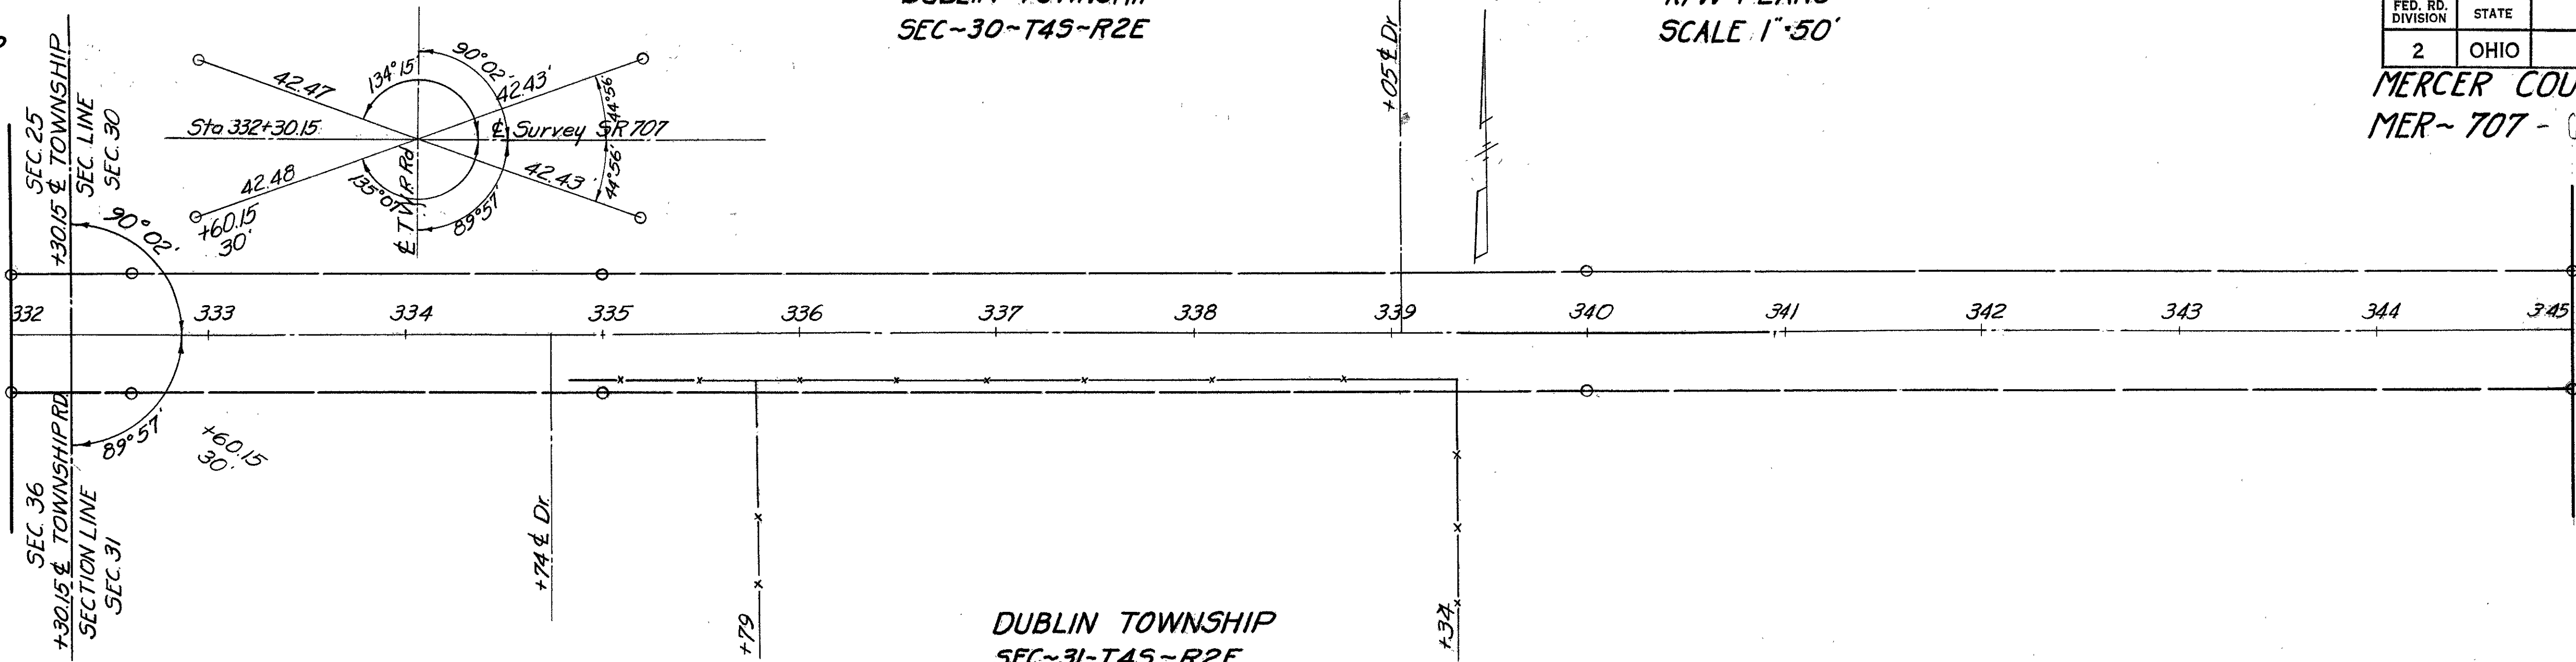 SEC~30~T4S~R2E
SCALE 1"=50'
FED. RD.
DIVISION
STATE
2
OHIO
MERCER COU
MER~ 707 -
SEC. 25
+30.15 ℄ TOWNSHIP
SEC. LINE
SEC. 30
90°02'
89°57'
42.47
134°15'
90°02'
42.43'
44°56'
Sta 332+30.15
℄ Survey SR 707
42.48
135°07'
℄ TWP. Rd
89°57'
42.43'
44°56'
+60.15
30'
+05 ℄ Dr.
332
333
334
335
336
337
338
339
340
341
342
343
344
345
+60.15
30'
SEC. 36
+30.15 ℄ TOWNSHIP RD.
SECTION LINE
SEC. 31
+74 ℄ Dr.
+79
+34
DUBLIN TOWNSHIP
SEC~31~T4S~R2E